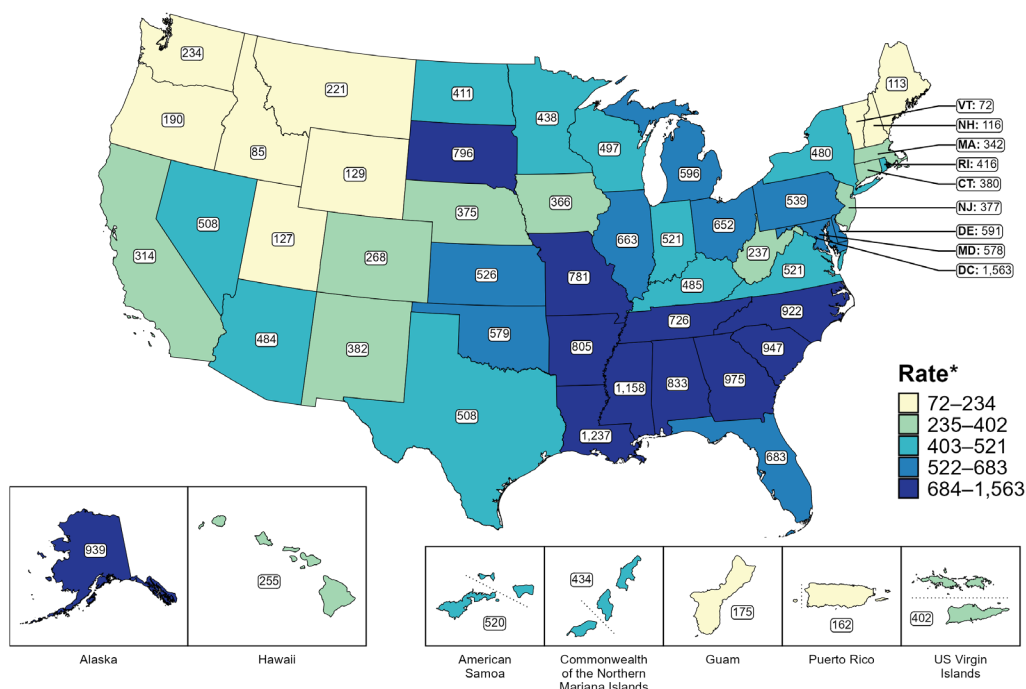 234
221
411
438
113
VT: 72
NH: 116
190
85
129
796
497
596
480
MA: 342
RI: 416
CT: 380
375
366
539
NJ: 377
508
127
268
314
526
663
521
652
237
521
DE: 591
MD: 578
DC: 1,563
781
485
484
382
579
805
726
922
947
508
1,158
833
975
1,237
683
Rate*
72–234
235–402
403–521
522–683
684–1,563
939
255
520
434
175
162
402
Alaska
Hawaii
American
Samoa
Commonwealth
of the Northern
Mariana Islands
Guam
Puerto Rico
US Virgin
Islands